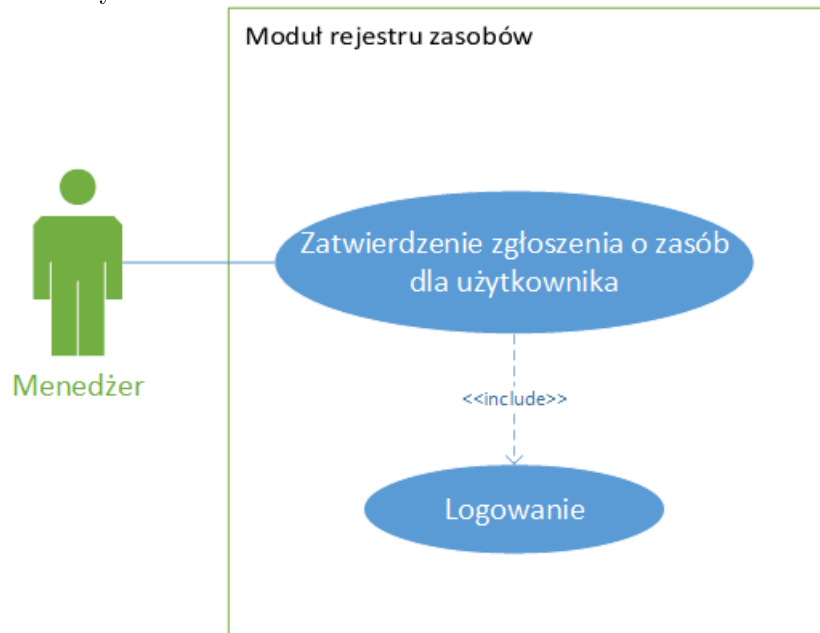 Moduł rejestru zasobów
Zatwierdzenie zgłoszenia o zasób
dla użytkownika
Menedżer
<<include>>
Logowanie